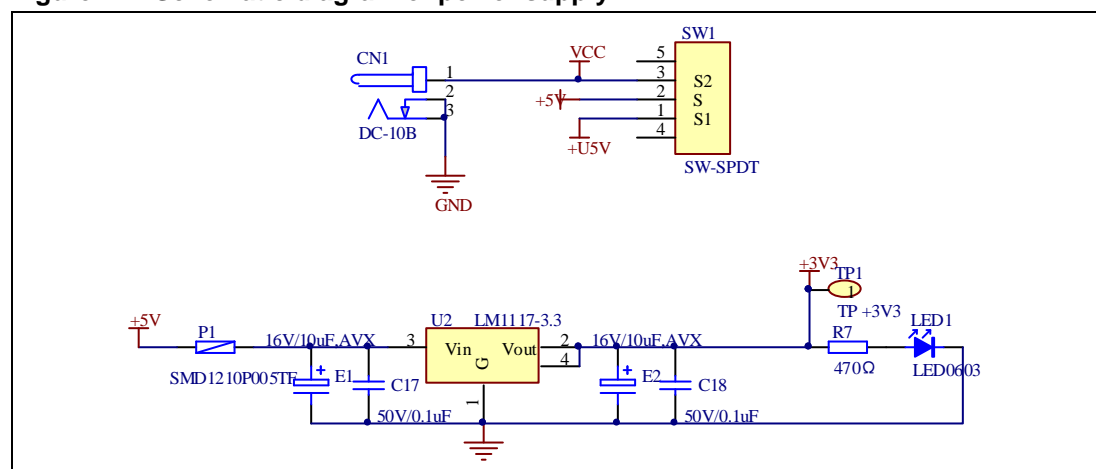 CN1
1
2
3
DC-10B
GND
VCC
+5V
+U5V
SW1
5
3 S2
2 S
1 S1
4
SW-SPDT
+5V
P1
SMD1210P005TF
16V/10uF,AVX
E1
C17
50V/0.1uF
U2 LM1117-3.3
3 Vin Vout 2
4
G
1
16V/10uF,AVX
E2
C18
50V/0.1uF
+3V3
TP1
1
TP +3V3
R7
470Ω
LED1
LED0603